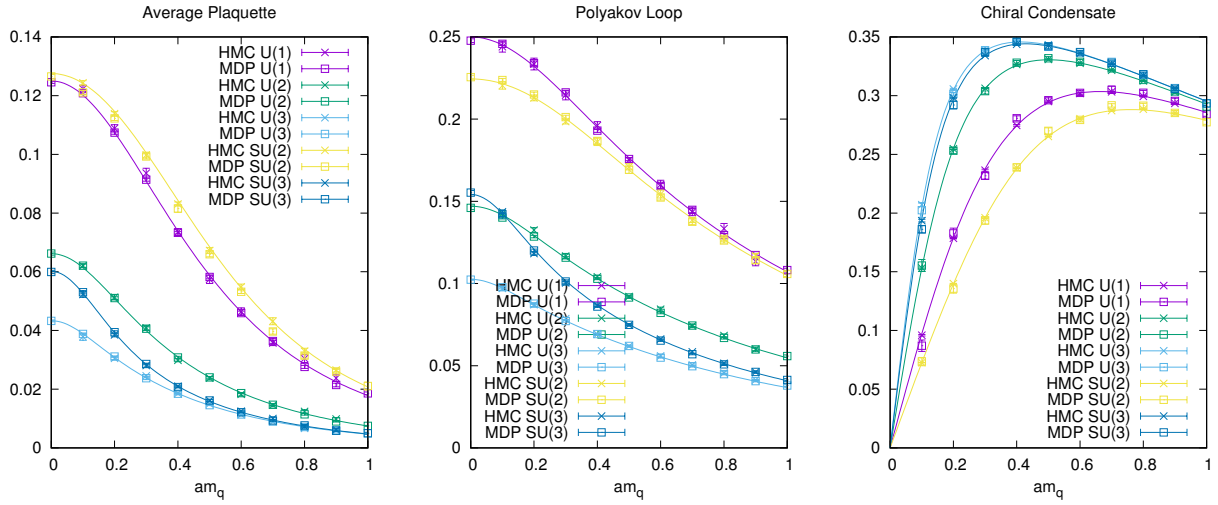 Average Plaquette
0.14
0.12
0.1
0.08
0.06
0.04
0.02
0
0 0.2 0.4 0.6 0.8 1
am_q
HMC U(1)
MDP U(1)
HMC U(2)
MDP U(2)
HMC U(3)
MDP U(3)
HMC SU(2)
MDP SU(2)
HMC SU(3)
MDP SU(3)
Polyakov Loop
0.25
0.2
0.15
0.1
0.05
0
0 0.2 0.4 0.6 0.8 1
am_q
HMC U(1)
MDP U(1)
HMC U(2)
MDP U(2)
HMC U(3)
MDP U(3)
HMC SU(2)
MDP SU(2)
HMC SU(3)
MDP SU(3)
Chiral Condensate
0.35
0.3
0.25
0.2
0.15
0.1
0.05
0
0 0.2 0.4 0.6 0.8 1
am_q
HMC U(1)
MDP U(1)
HMC U(2)
MDP U(2)
HMC U(3)
MDP U(3)
HMC SU(2)
MDP SU(2)
HMC SU(3)
MDP SU(3)